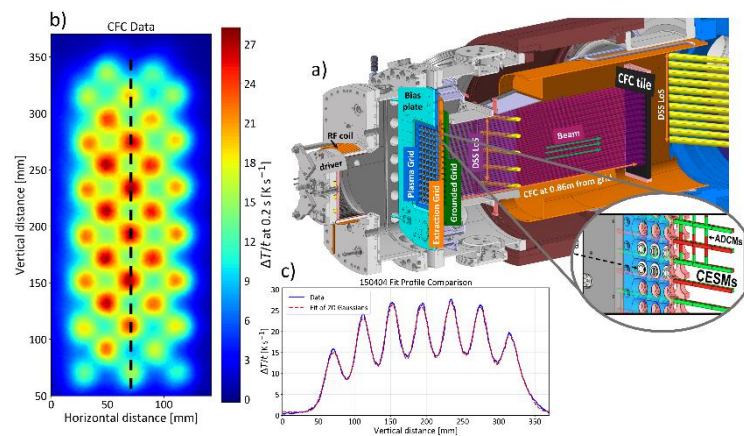 b)
CFC Data
350
300
250
200
150
100
50
0
50
100
Vertical distance [mm]
Horizontal distance [mm]
27
24
21
18
15
12
9
6
3
0
ΔT/t at 0.2 s [K s⁻¹]
a)
Bias
plate
RF coil
driver
Plasma Grid
Extraction Grid
Grounded Grid
DSS LoS
Beam
CFC tile
DSS LoS
CFC at 0.86m from grid
ADCMs
CESMs
c)
150404 Fit Profile Comparison
Data
Fit of 2D Gaussians
30
25
20
15
10
5
0
ΔT/t [K s⁻¹]
0
50
100
150
200
250
300
350
Vertical distance [mm]